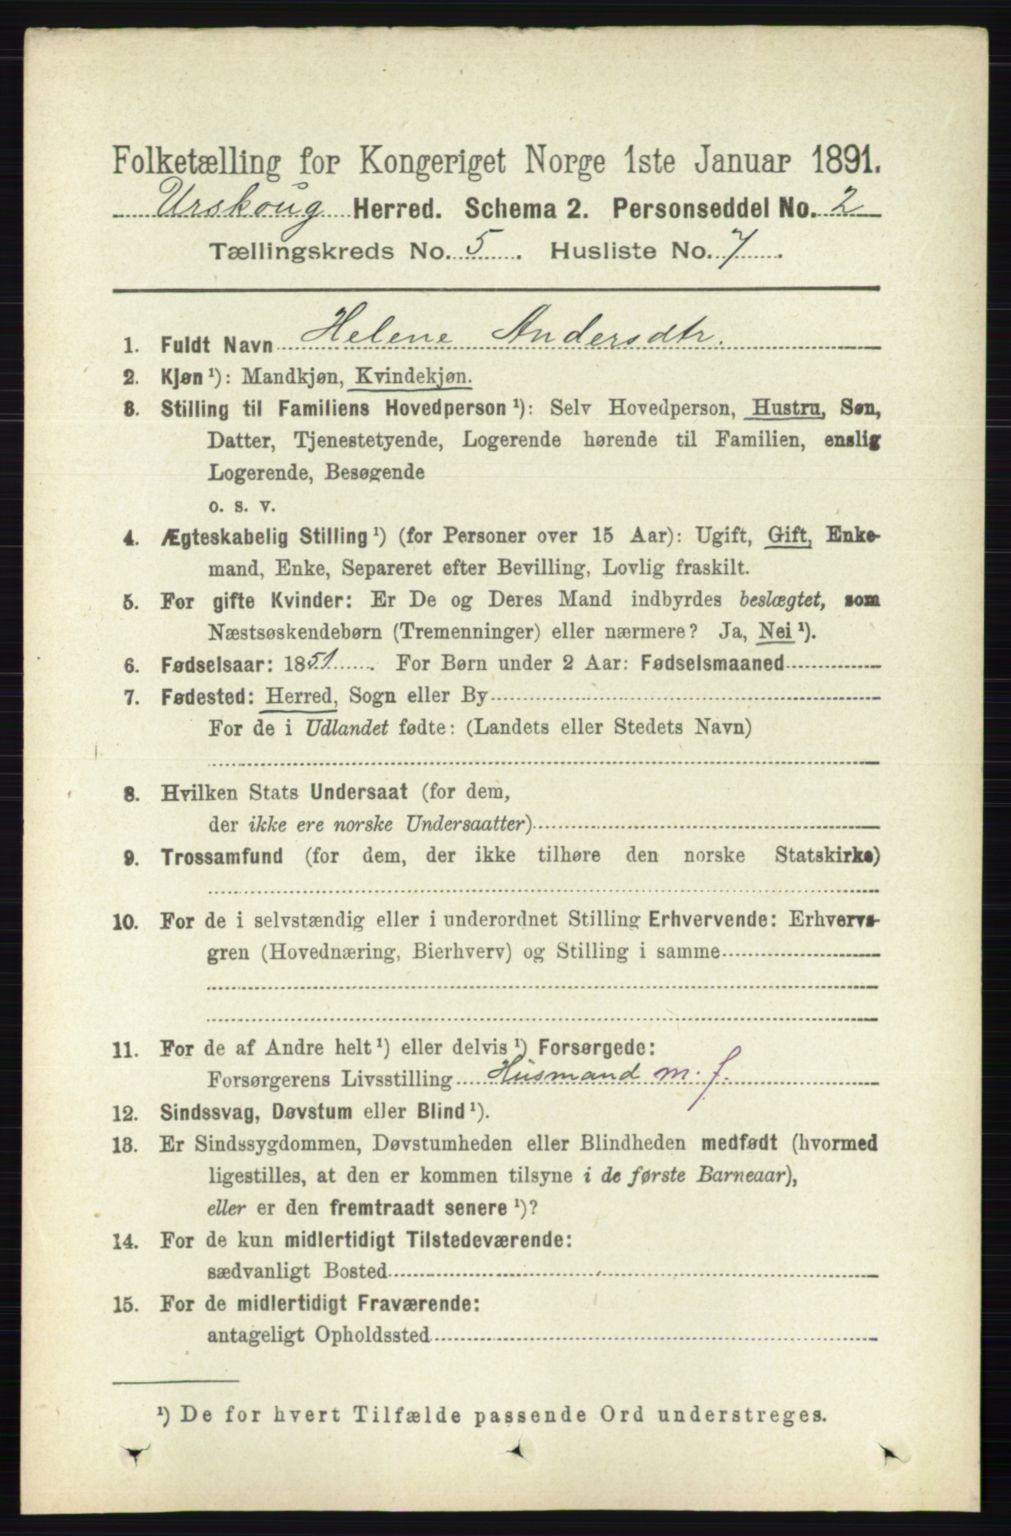 Folketælling for Kongeriget Norge 1ste Januar 1891.
Urskoug Herred. Schema 2. Personseddel No. 2
Tællingskreds No. 5. Husliste No. 7.
1. Fuldt Navn Helene Andersdtr.
2. Kjøn ¹): Mandkjøn, Kvindekjøn.
3. Stilling til Familiens Hovedperson ¹): Selv Hovedperson, Hustru, Søn,
Datter, Tjenestetyende, Logerende hørende til Familien, enslig
Logerende, Besøgende
o. s. v.
4. Ægteskabelig Stilling ¹) (for Personer over 15 Aar): Ugift, Gift, Enke-
mand, Enke, Separeret efter Bevilling, Lovlig fraskilt.
5. For gifte Kvinder: Er De og Deres Mand indbyrdes beslægtet, som
Næstsøskendebørn (Tremenninger) eller nærmere? Ja, Nei ¹).
6. Fødselsaar: 1851. For Børn under 2 Aar: Fødselsmaaned
7. Fødested: Herred, Sogn eller By
For de i Udlandet fødte: (Landets eller Stedets Navn)
8. Hvilken Stats Undersaat (for dem,
der ikke ere norske Undersaatter)
9. Trossamfund (for dem, der ikke tilhøre den norske Statskirke)
10. For de i selvstændig eller i underordnet Stilling Erhvervende: Erhvervs-
gren (Hovednæring, Bierhverv) og Stilling i samme
11. For de af Andre helt ¹) eller delvis ¹) Forsørgede:
Forsørgerens Livsstilling Husmand m. f.
12. Sindssvag, Døvstum eller Blind ¹).
13. Er Sindssygdommen, Døvstumheden eller Blindheden medfødt (hvormed
ligestilles, at den er kommen tilsyne i de første Barneaar),
eller er den fremtraadt senere ¹)?
14. For de kun midlertidigt Tilstedeværende:
sædvanligt Bosted
15. For de midlertidigt Fraværende:
antageligt Opholdssted
¹) De for hvert Tilfælde passende Ord understreges.